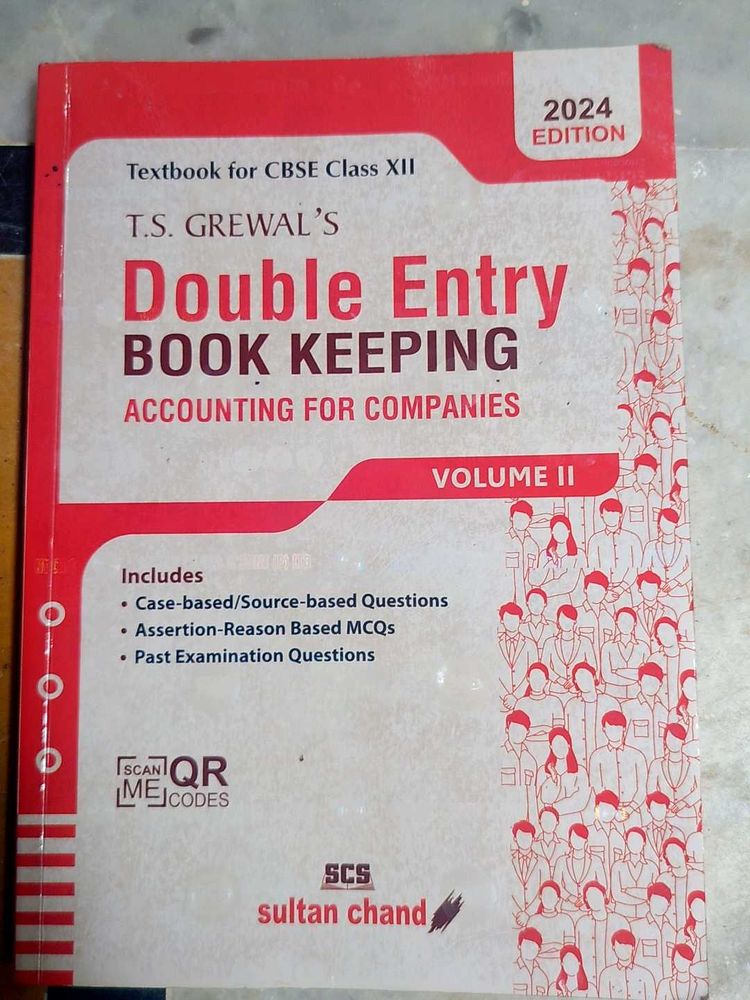 2024
EDITION
Textbook for CBSE Class XII
T.S. GREWAL'S
Double Entry
BOOK KEEPING
ACCOUNTING FOR COMPANIES
VOLUME II
Includes
• Case-based/Source-based Questions
• Assertion-Reason Based MCQs
• Past Examination Questions
SCAN ME QR CODES
SCS
sultan chand